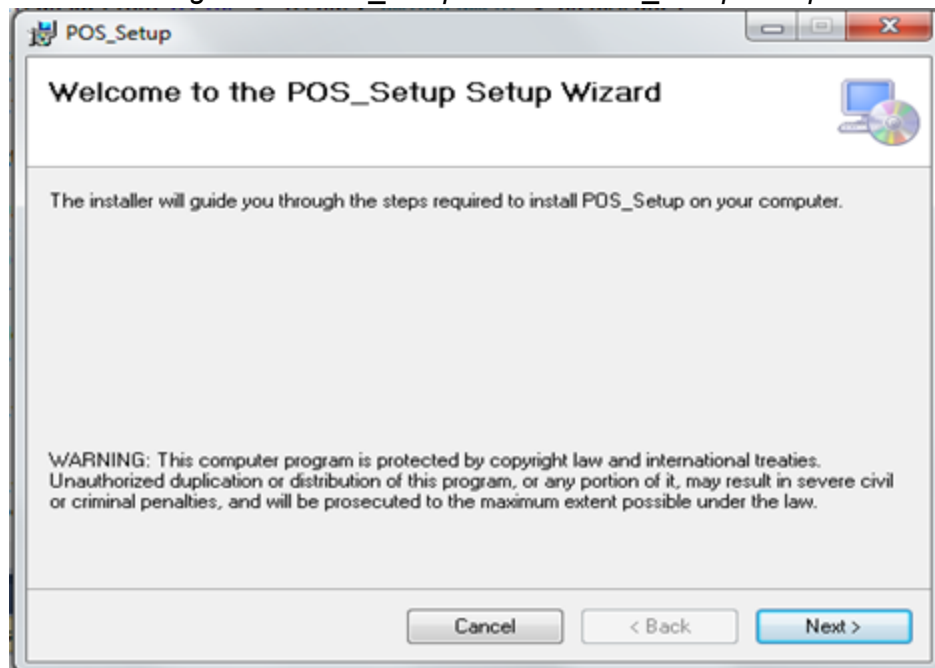 POS_Setup
Welcome to the POS_Setup Setup Wizard
The installer will guide you through the steps required to install POS_Setup on your computer.
WARNING: This computer program is protected by copyright law and international treaties.
Unauthorized duplication or distribution of this program, or any portion of it, may result in severe civil
or criminal penalties, and will be prosecuted to the maximum extent possible under the law.
Cancel
< Back
Next >